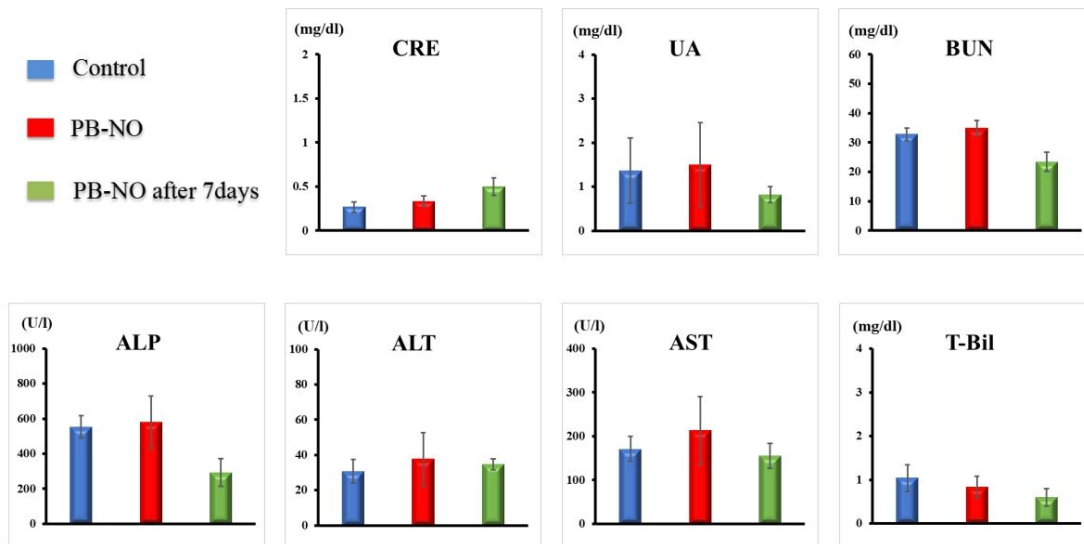 Control
PB-NO
PB-NO after 7days
(mg/dl)
CRE
2
1.5
1
0.5
0
(mg/dl)
UA
4
3
2
1
0
(mg/dl)
BUN
60
50
40
30
20
10
0
(U/l)
ALP
1000
800
600
400
200
0
(U/l)
ALT
100
80
60
40
20
0
(U/l)
AST
400
300
200
100
0
(mg/dl)
T-Bil
4
3
2
1
0